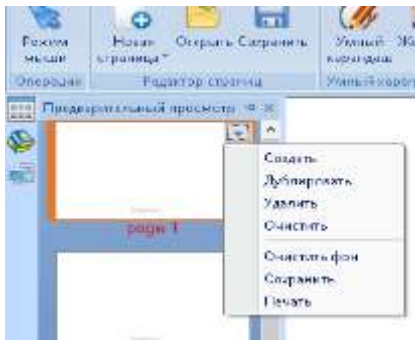 Режим мыши
Новая страница
Открыть Сохранить
Умный карандаш
Операции
Редактор страниц
Умный каран
Предварительный просмотр
page 1
Создать
Дублировать
Удалить
Очистить
Очистить фон
Сохранить
Печать